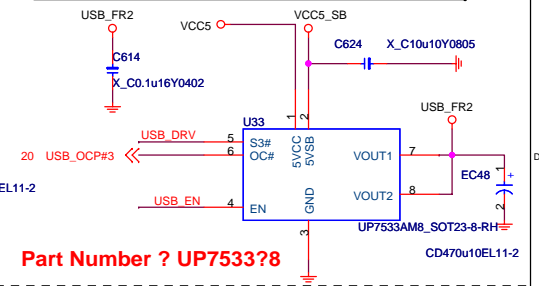 USB_FR2
VCC5
VCC5_SB
C614
X_C0.1u16Y0402
C624
X_C10u10Y0805
USB_FR2
U33
1
2
USB_DRV
5
S3#
20
USB_OCP#3
6
OC#
5VCC
5VSB
VOUT1
7
EL11-2
EC48
1
+
D
USB_EN
4
EN
GND
VOUT2
8
2
3
UP7533AM8_SOT23-8-RH
CD470u10EL11-2
Part Number ? UP7533?8